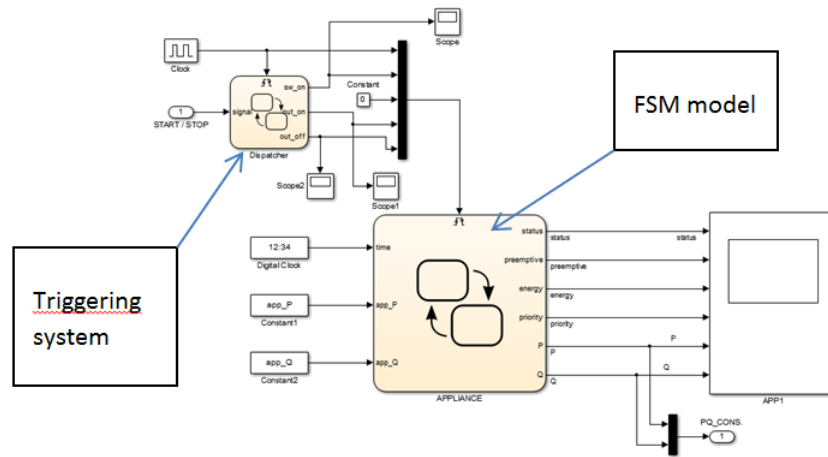 Scope
Clock
sw_on
Constant
0
1
signal
out_on
START / STOP
out_off
Dispatcher
Scope2
Scope1
FSM model
Triggering
system
12:34
Digital Clock
time
app_P
Constant1
app_P
app_Q
Constant2
app_Q
APPLIANCE
status
status
status
preemptive
preemptive
energy
energy
priority
priority
P
P
P
Q
Q
Q
APP1
PQ_CONS.
1